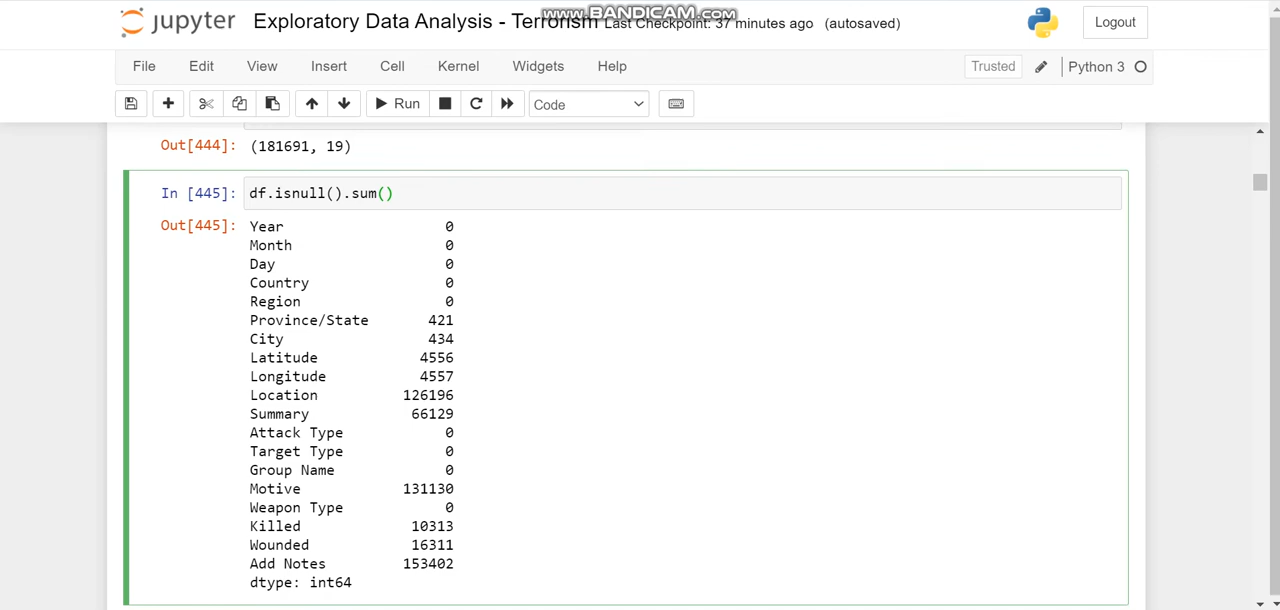 www.BANDICAM.com
jupyter Exploratory Data Analysis - Terrorism Last Checkpoint: 37 minutes ago (autosaved) Logout
File Edit View Insert Cell Kernel Widgets Help Trusted Python 3
Run Code
Out[444]: (181691, 19)
In [445]: df.isnull().sum()
Out[445]: Year 0
Month 0
Day 0
Country 0
Region 0
Province/State 421
City 434
Latitude 4556
Longitude 4557
Location 126196
Summary 66129
Attack Type 0
Target Type 0
Group Name 0
Motive 131130
Weapon Type 0
Killed 10313
Wounded 16311
Add Notes 153402
dtype: int64